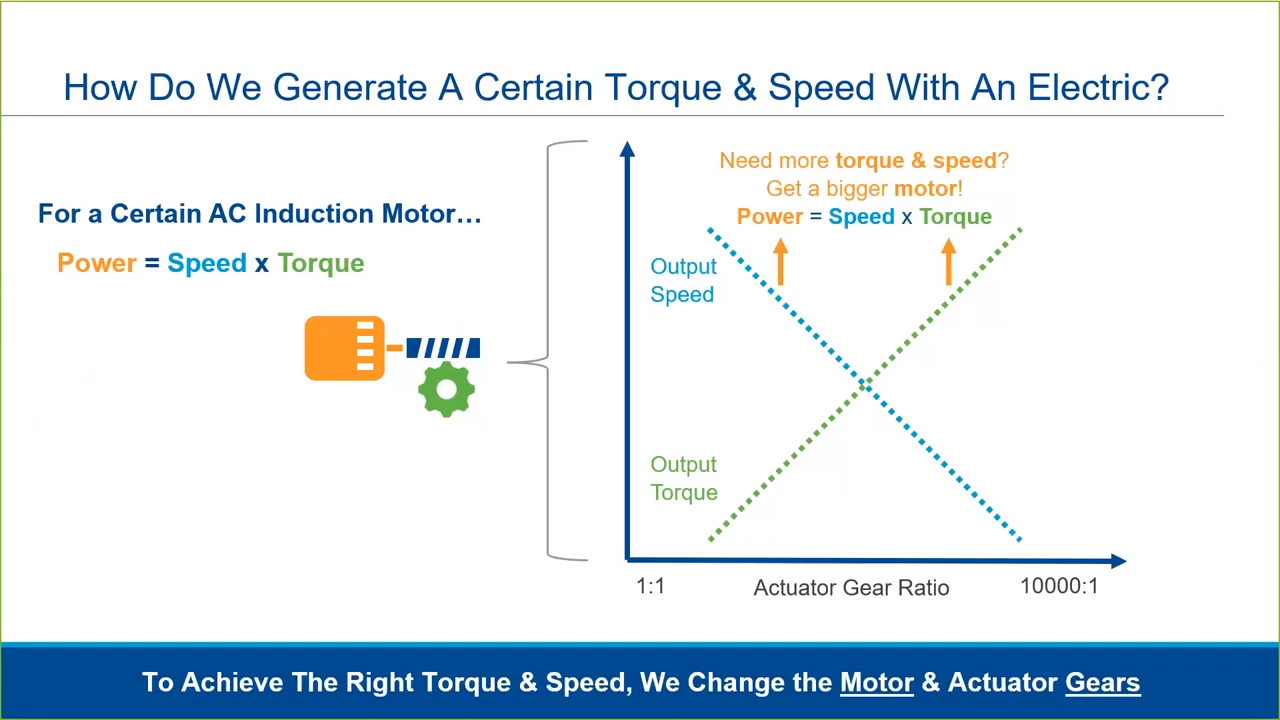 How Do We Generate A Certain Torque & Speed With An Electric?
For a Certain AC Induction Motor…
Power = Speed x Torque
Need more torque & speed?
Get a bigger motor!
Power = Speed x Torque
Output
Speed
Output
Torque
1:1
Actuator Gear Ratio
10000:1
To Achieve The Right Torque & Speed, We Change the Motor & Actuator Gears